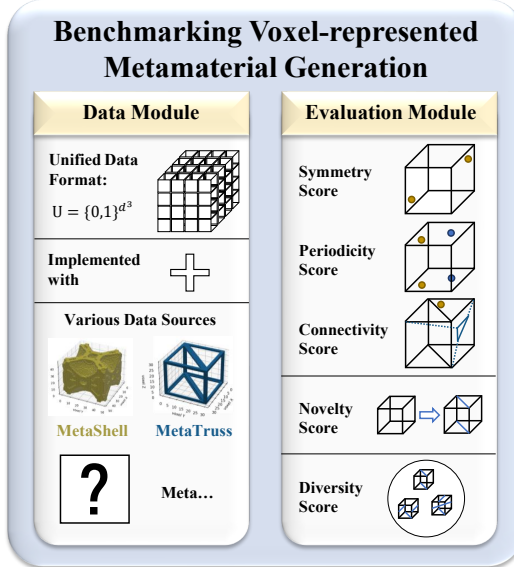 Benchmarking Voxel-represented
Metamaterial Generation
Data Module
Unified Data
Format:
U = {0,1}^{d^3}
Implemented
with
Various Data Sources
MetaShell
MetaTruss
?
Meta...
Evaluation Module
Symmetry
Score
Periodicity
Score
Connectivity
Score
Novelty
Score
Diversity
Score